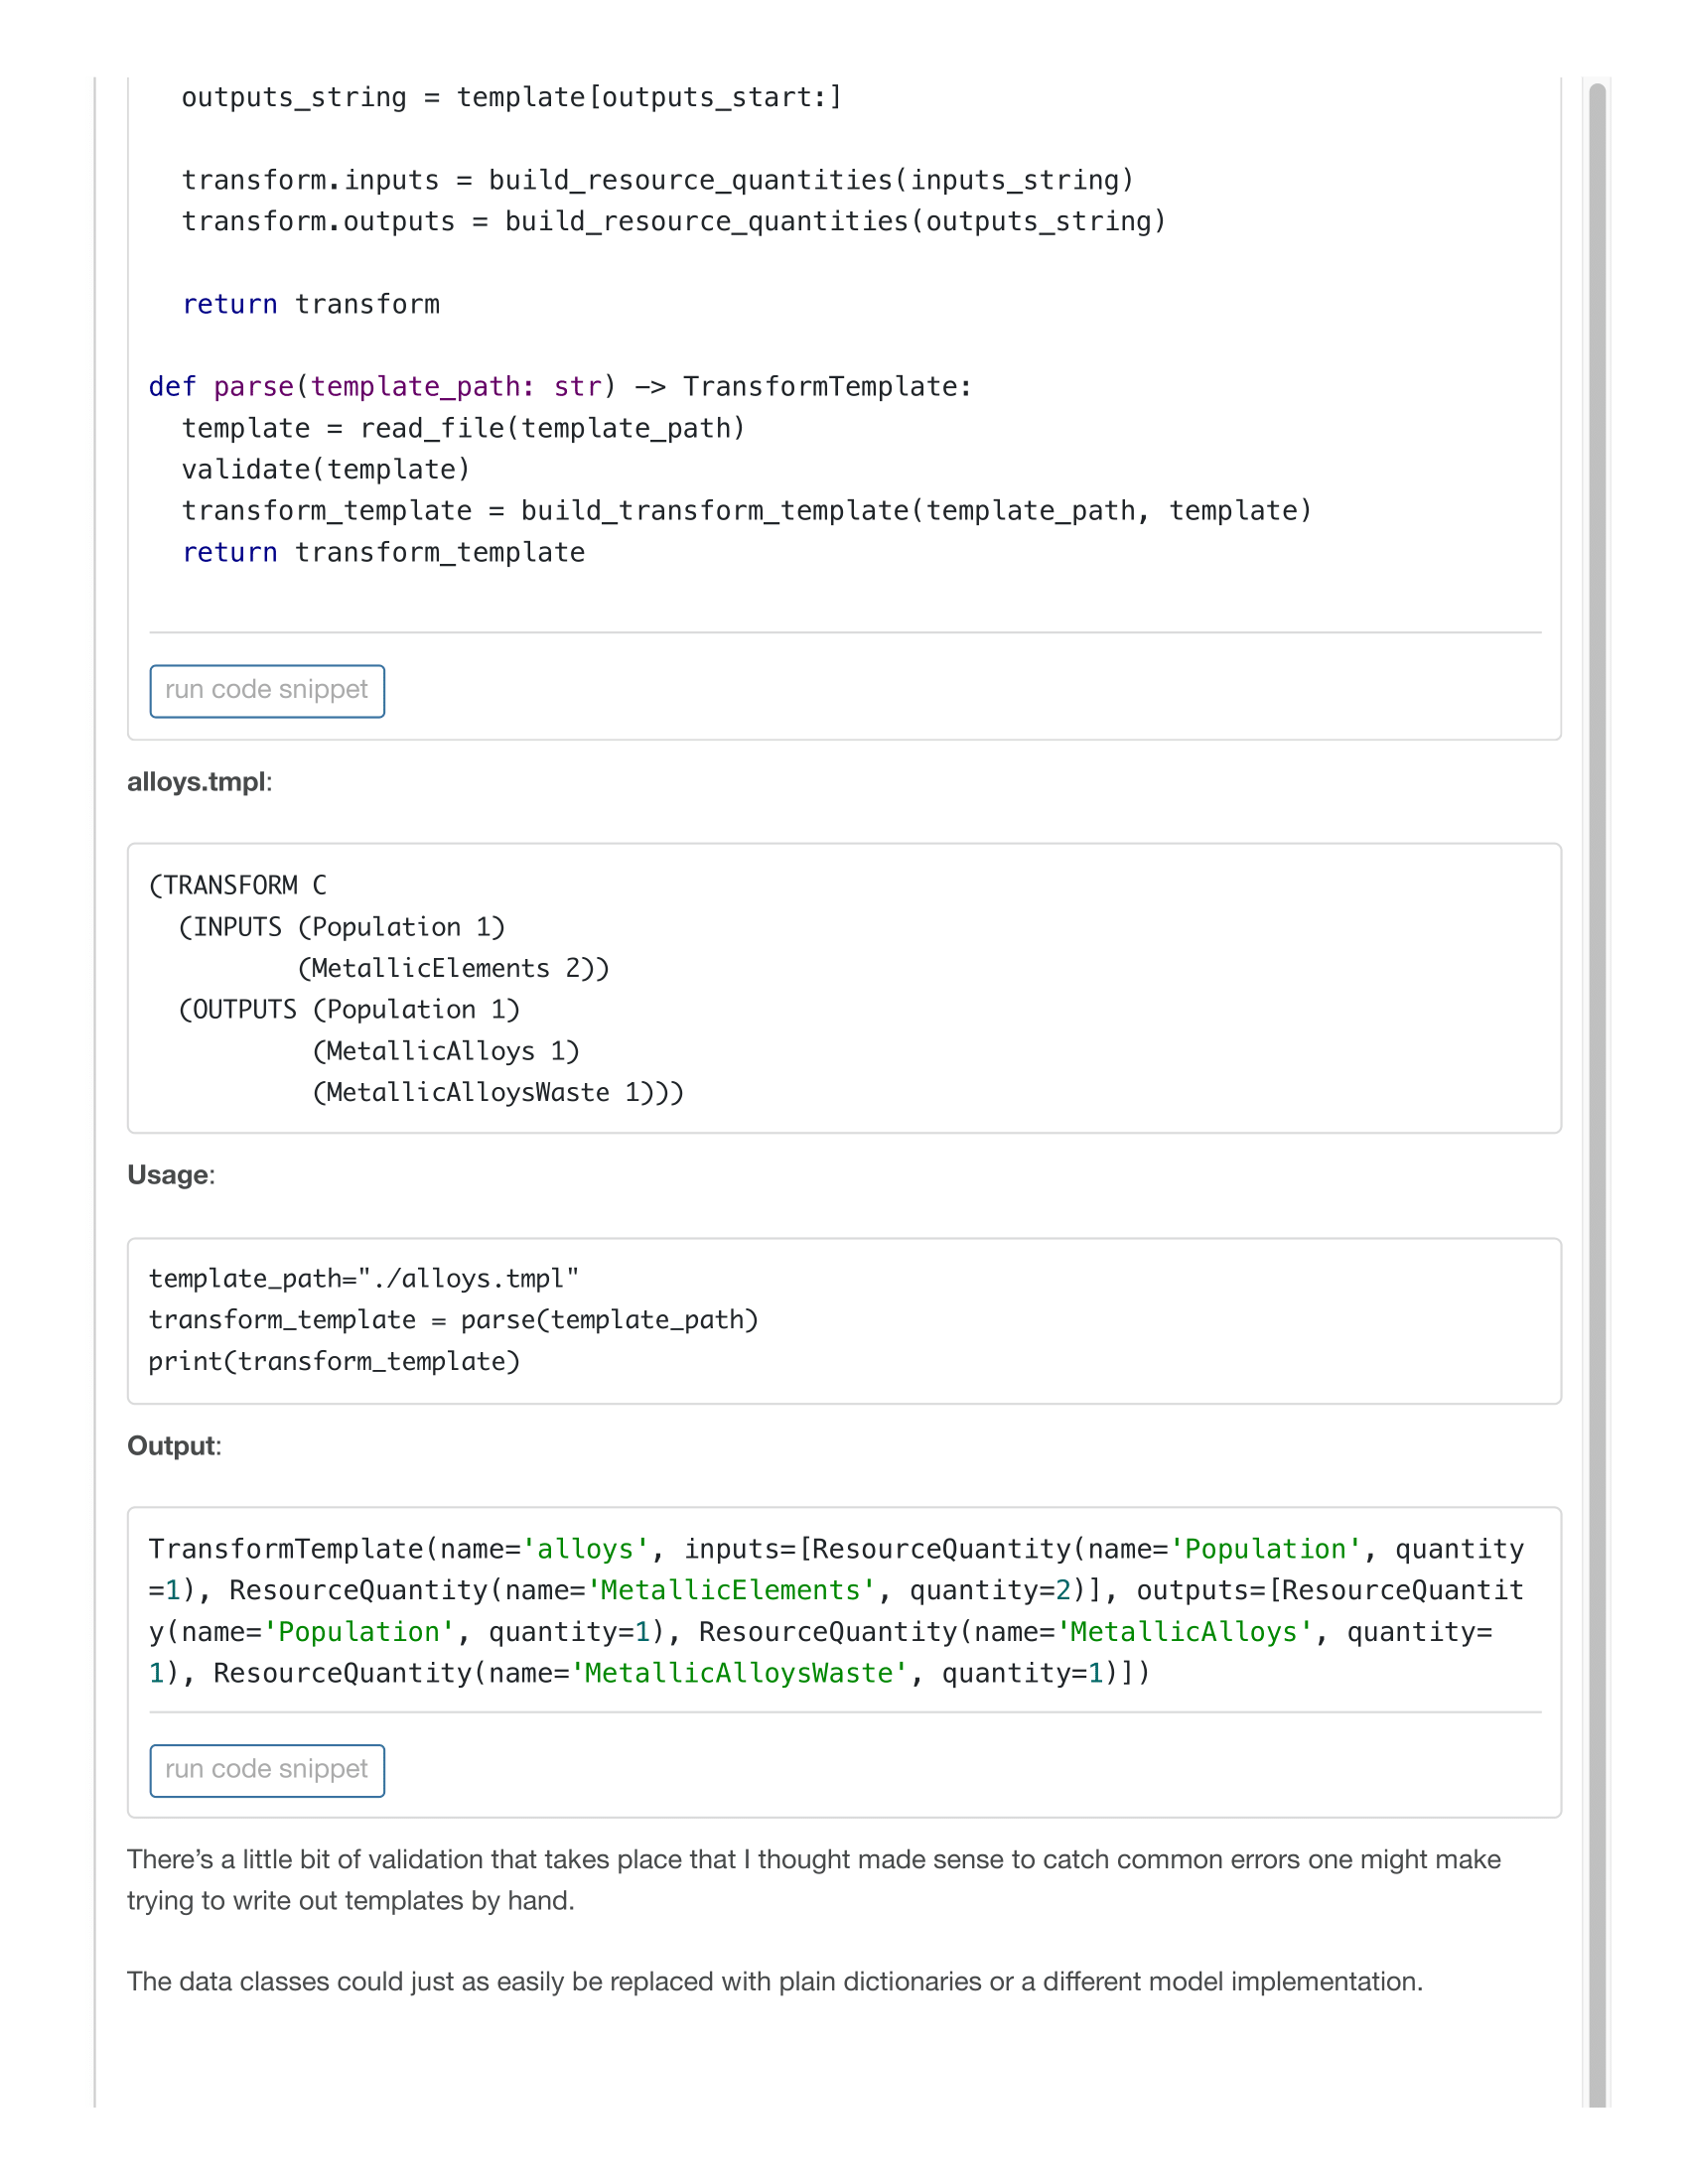 outputs_string = template[outputs_start:]

  transform.inputs = build_resource_quantities(inputs_string)
  transform.outputs = build_resource_quantities(outputs_string)

  return transform

def parse(template_path: str) -> TransformTemplate:
  template = read_file(template_path)
  validate(template)
  transform_template = build_transform_template(template_path, template)
  return transform_template

run code snippet
alloys.tmpl:
(TRANSFORM C
  (INPUTS (Population 1)
          (MetallicElements 2))
  (OUTPUTS (Population 1)
           (MetallicAlloys 1)
           (MetallicAlloysWaste 1)))
Usage:
template_path="./alloys.tmpl"
transform_template = parse(template_path)
print(transform_template)
Output:
TransformTemplate(name='alloys', inputs=[ResourceQuantity(name='Population', quantity
=1), ResourceQuantity(name='MetallicElements', quantity=2)], outputs=[ResourceQuantit
y(name='Population', quantity=1), ResourceQuantity(name='MetallicAlloys', quantity=
1), ResourceQuantity(name='MetallicAlloysWaste', quantity=1)])
run code snippet
There’s a little bit of validation that takes place that I thought made sense to catch common errors one might make
trying to write out templates by hand.
The data classes could just as easily be replaced with plain dictionaries or a different model implementation.